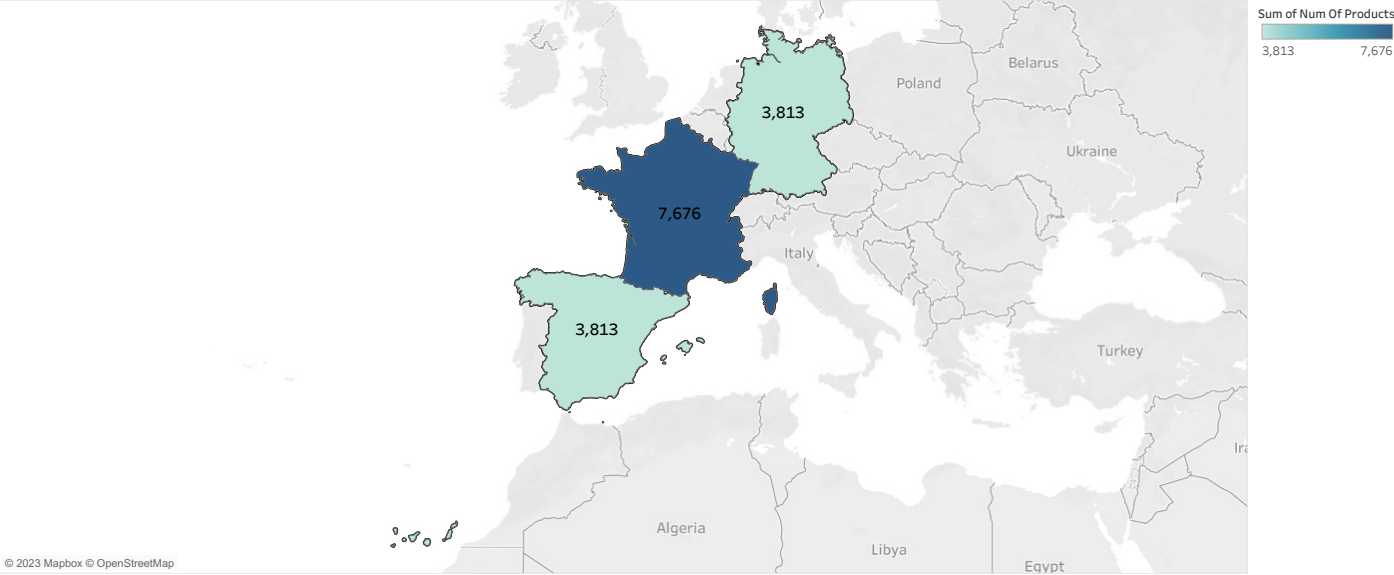 Sum of Num Of Products
3,813 7,676
Belarus
Poland
3,813
Ukraine
7,676
Italy
3,813
Turkey
Algeria
Libya
Egypt
© 2023 Mapbox © OpenStreetMap